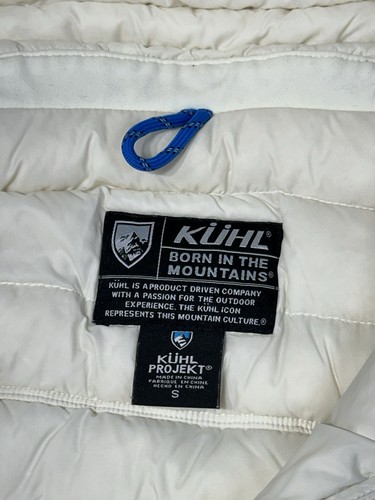 KÜHL®
BORN IN THE
MOUNTAINS®
KÜHL IS A PRODUCT DRIVEN COMPANY
WITH A PASSION FOR THE OUTDOOR
EXPERIENCE. THE KÜHL ICON
REPRESENTS THIS MOUNTAIN CULTURE.®
KÜHL
PROJEKT®
MADE IN CHINA
FABRIQUE EN CHINE
HECHO EN CHINA
S